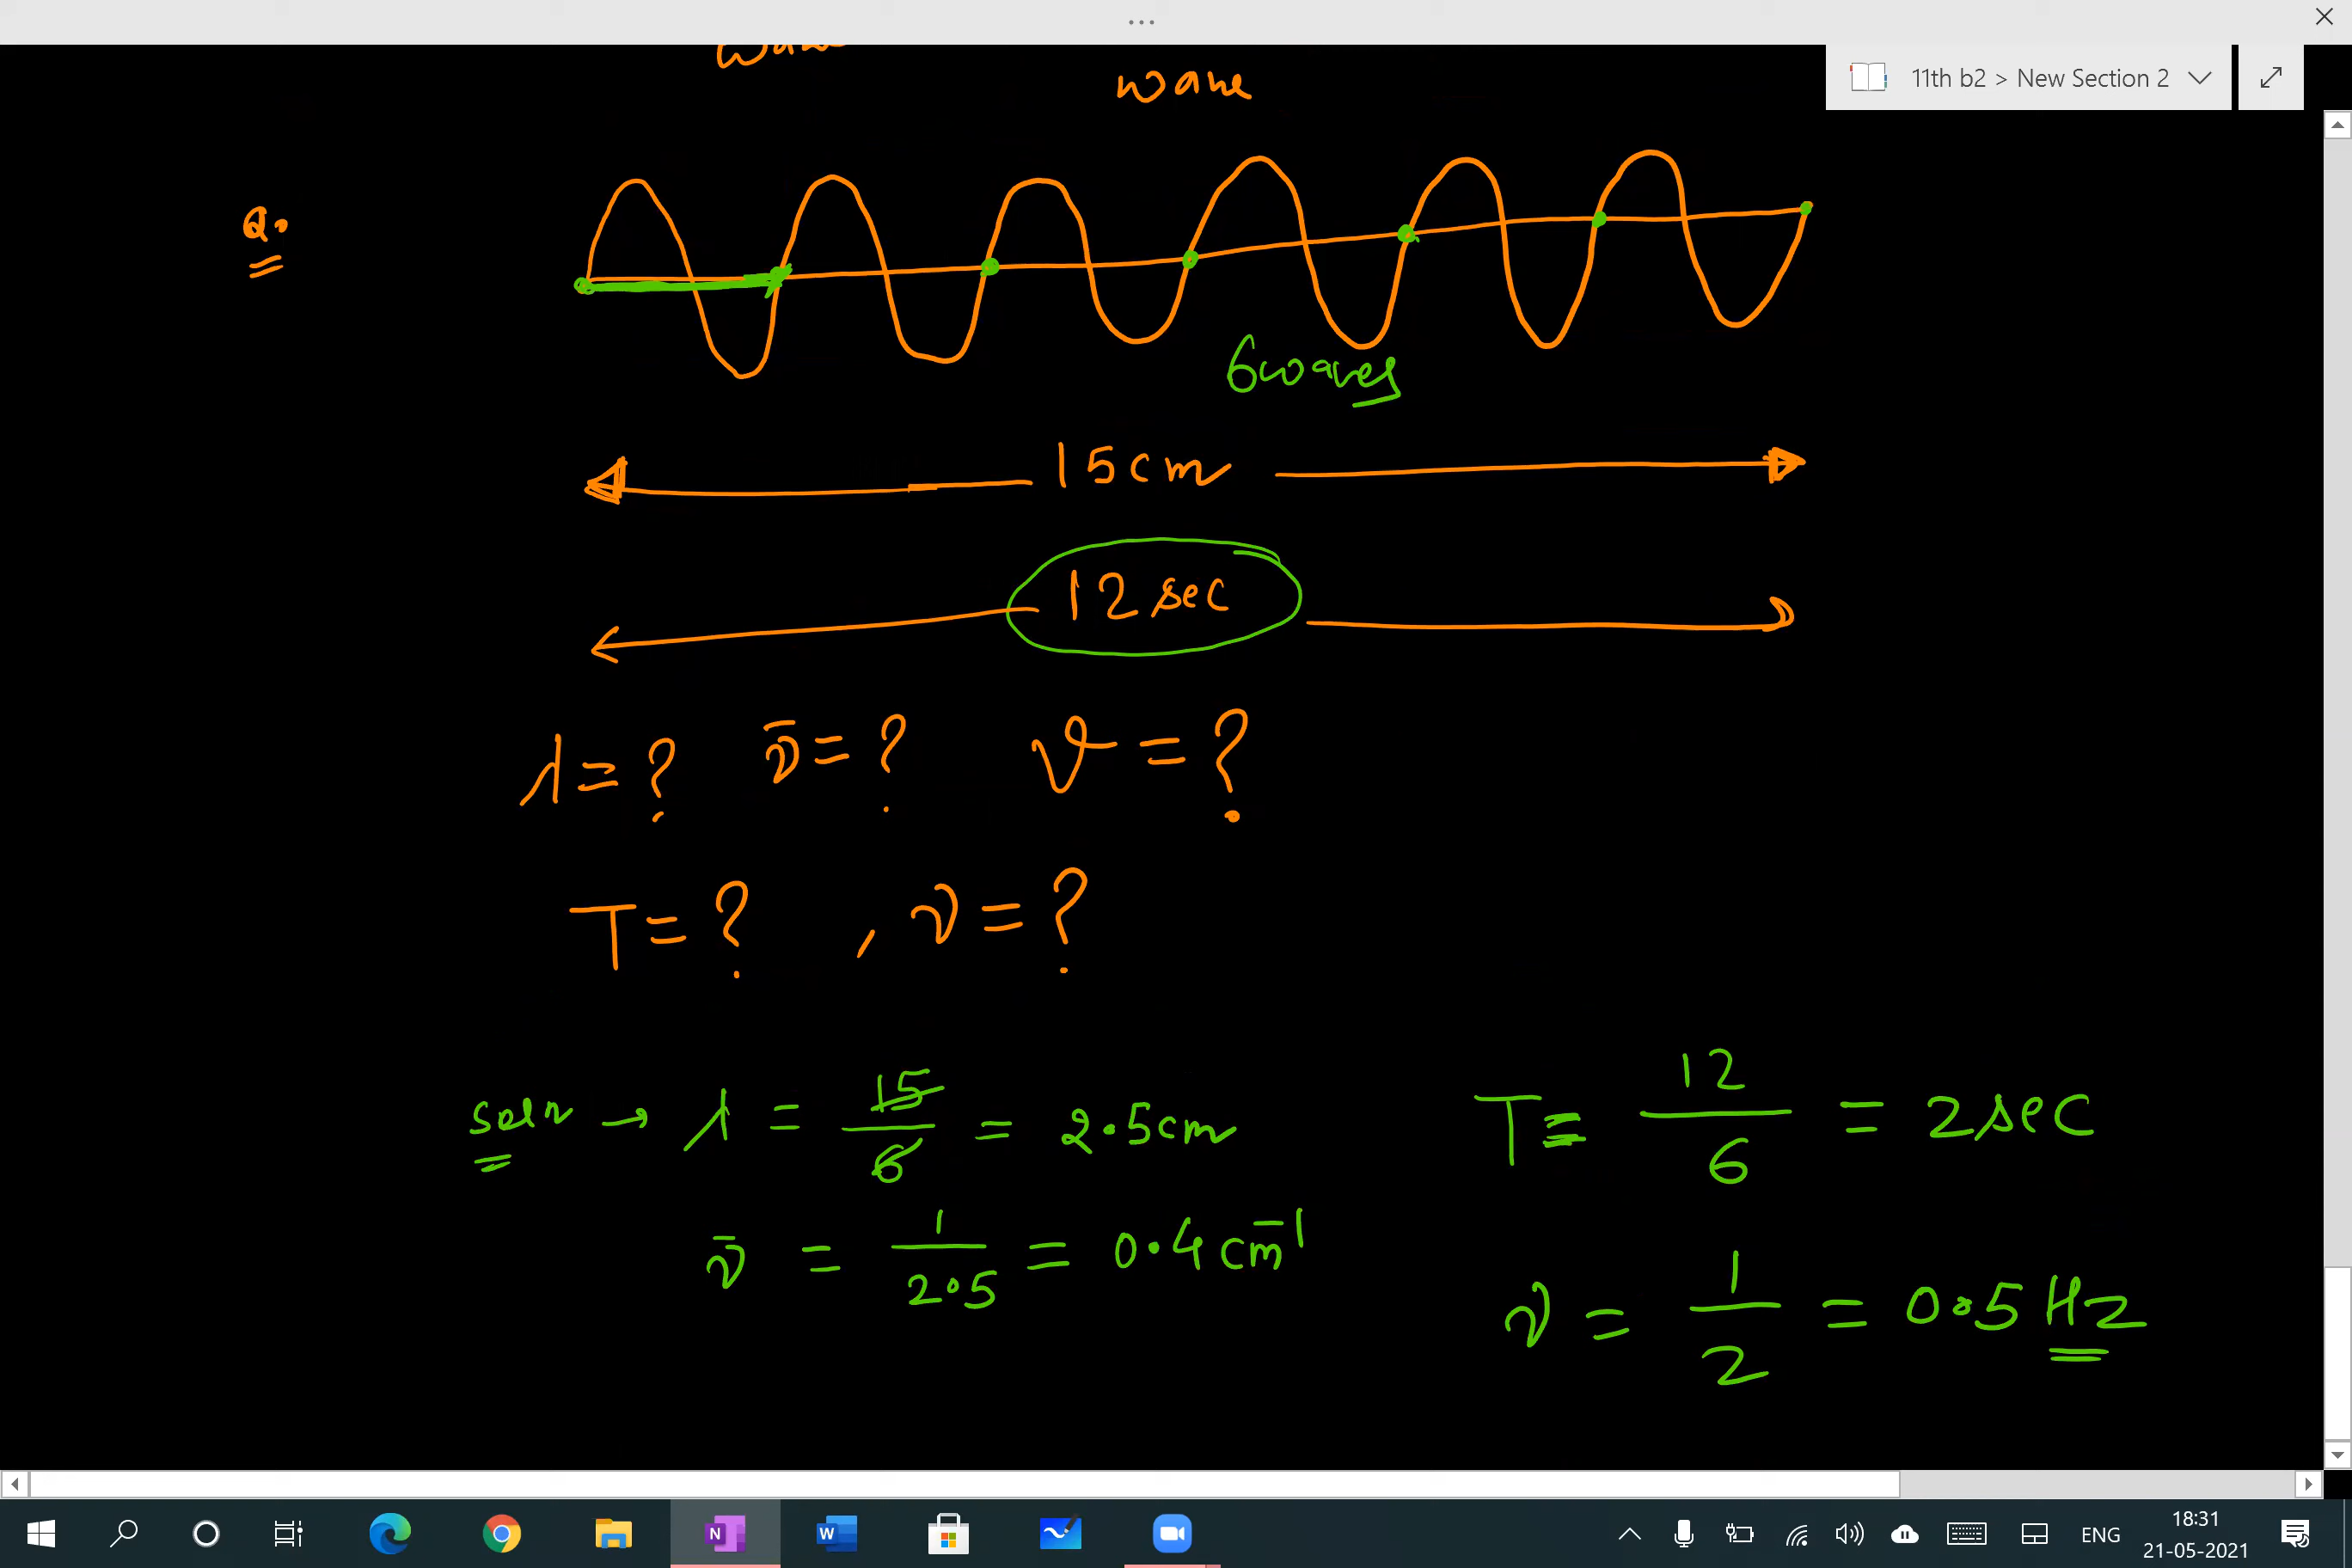 11th b2 > New Section 2
wave
Q.
6 waves
15 cm
12 sec
λ = ? ν̄ = ? v = ?
T = ? , ν = ?
soln → λ = 15/6 = 2.5 cm
T = 12/6 = 2 sec
ν̄ = 1/2.5 = 0.4 cm⁻¹
ν = 1/2 = 0.5 Hz
ENG
18:31
21-05-2021